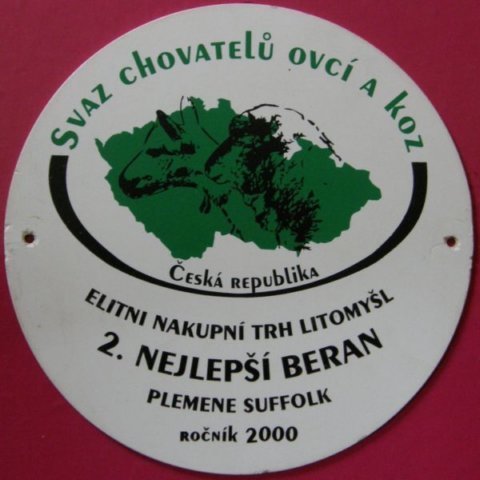 Svaz chovatelů ovcí a koz
Česká republika
ELITNI NAKUPNÍ TRH LITOMYŠL
2. NEJLEPŠÍ BERAN
PLEMENE SUFFOLK
ROČNÍK 2000